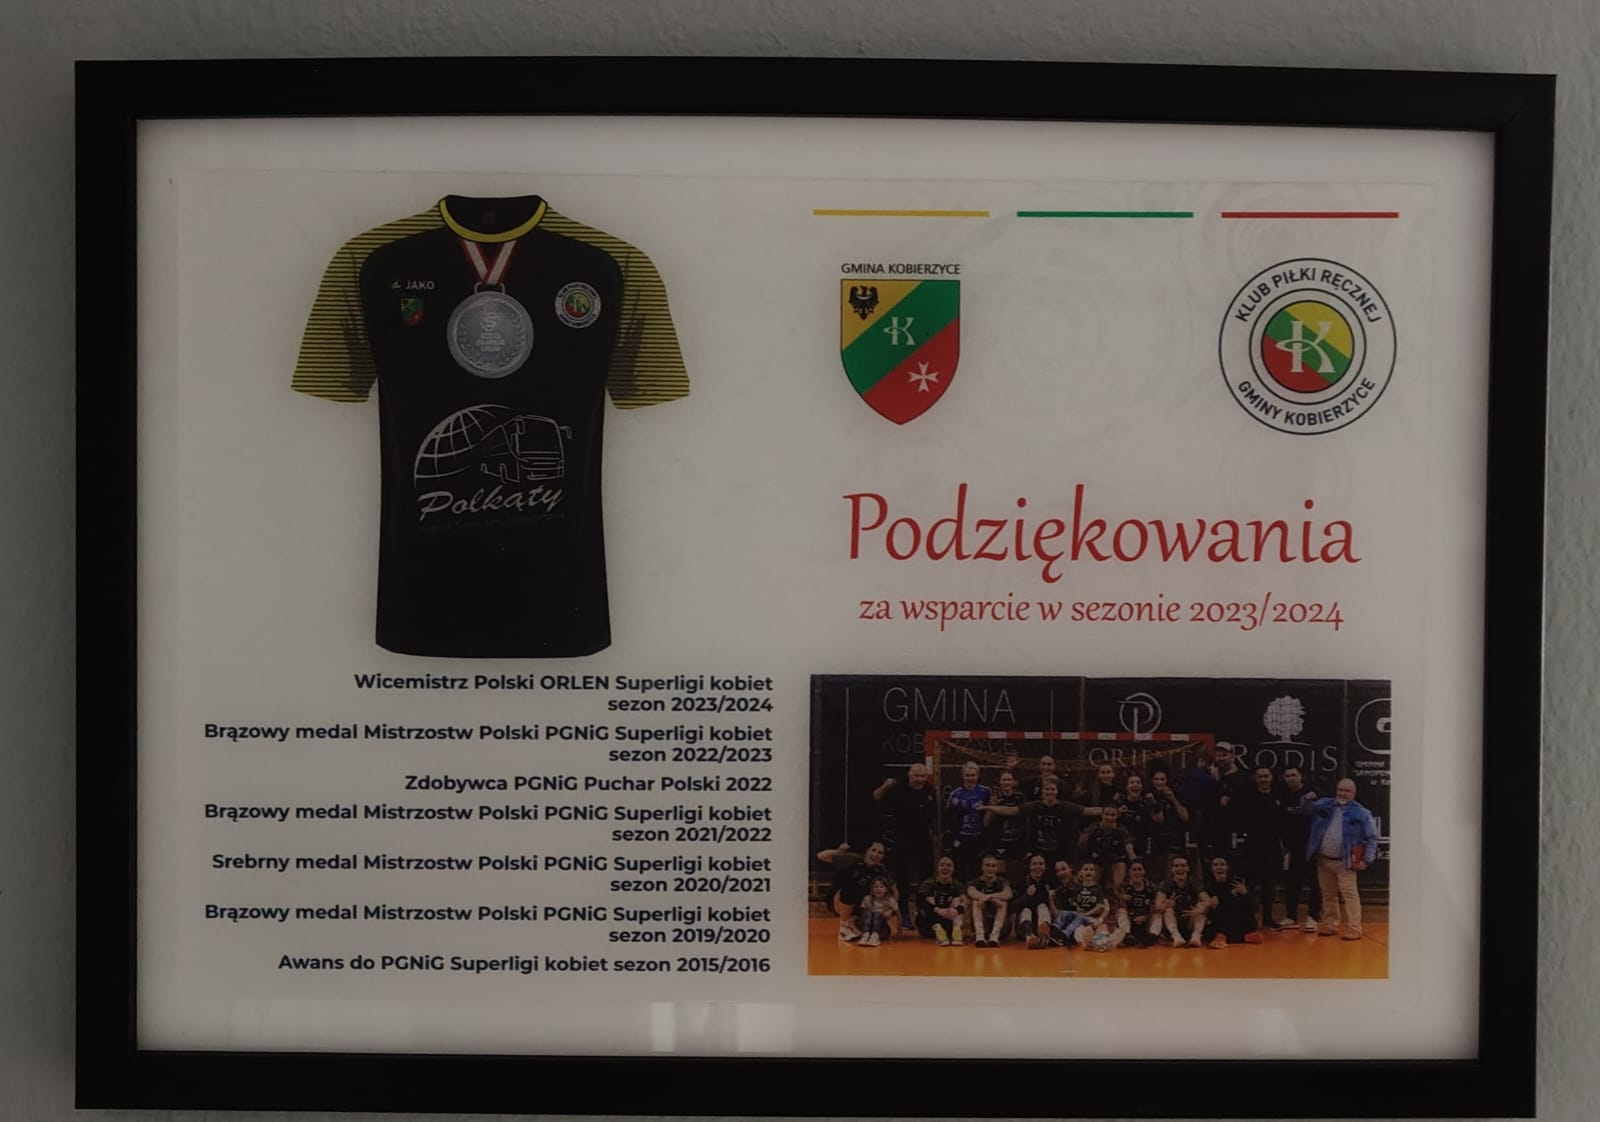 JAKO
Polkąty
Wicemistrz Polski ORLEN Superligi kobiet
sezon 2023/2024
Brązowy medal Mistrzostw Polski PGNiG Superligi kobiet
sezon 2022/2023
Zdobywca PGNiG Puchar Polski 2022
Brązowy medal Mistrzostw Polski PGNiG Superligi kobiet
sezon 2021/2022
Srebrny medal Mistrzostw Polski PGNiG Superligi kobiet
sezon 2020/2021
Brązowy medal Mistrzostw Polski PGNiG Superligi kobiet
sezon 2019/2020
Awans do PGNiG Superligi kobiet sezon 2015/2016
GMINA KOBIERZYCE
K
KLUB PIŁKI RĘCZNEJ
K
GMINY KOBIERZYCE
Podziękowania
za wsparcie w sezonie 2023/2024
GMINA
KOBIERZYCE
RODIS